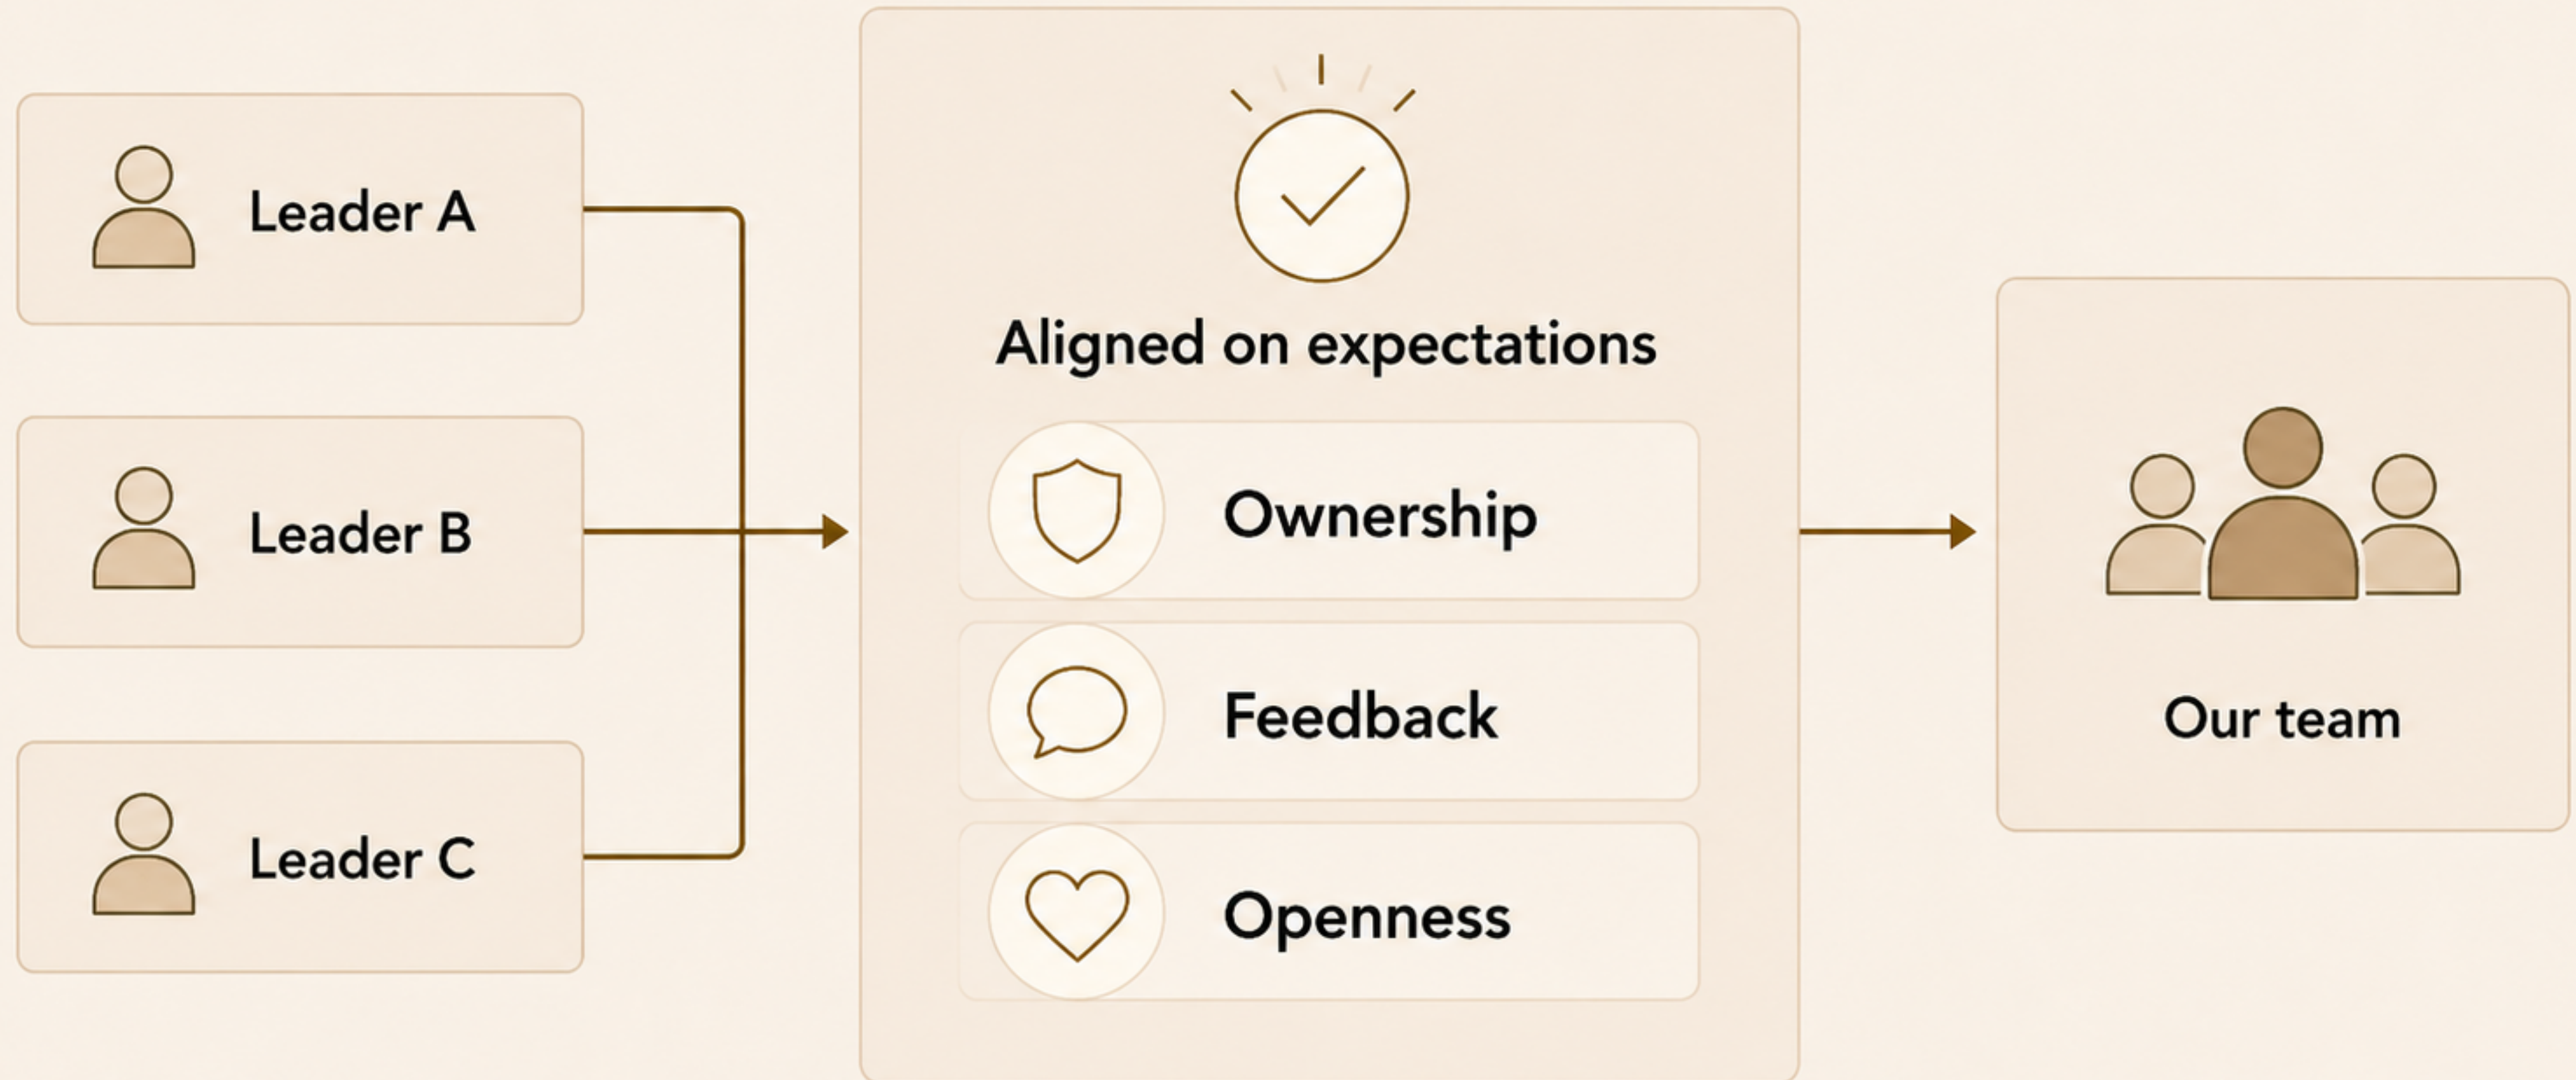 Leader A
Leader B
Leader C
Aligned on expectations
Ownership
Feedback
Openness
Our team